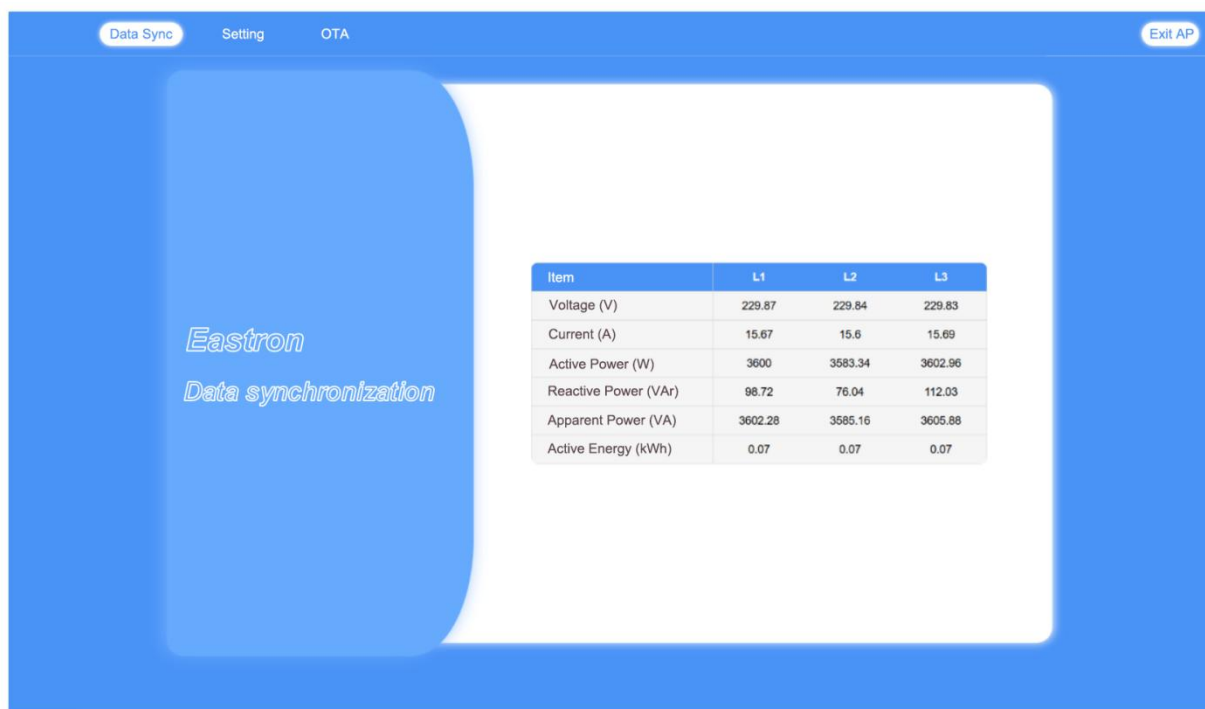 Data Sync Setting OTA Exit AP
Eastron
Data synchronization
Item L1 L2 L3
Voltage (V) 229.87 229.84 229.83
Current (A) 15.67 15.6 15.69
Active Power (W) 3600 3583.34 3602.96
Reactive Power (VAr) 98.72 76.04 112.03
Apparent Power (VA) 3602.28 3585.16 3605.88
Active Energy (kWh) 0.07 0.07 0.07